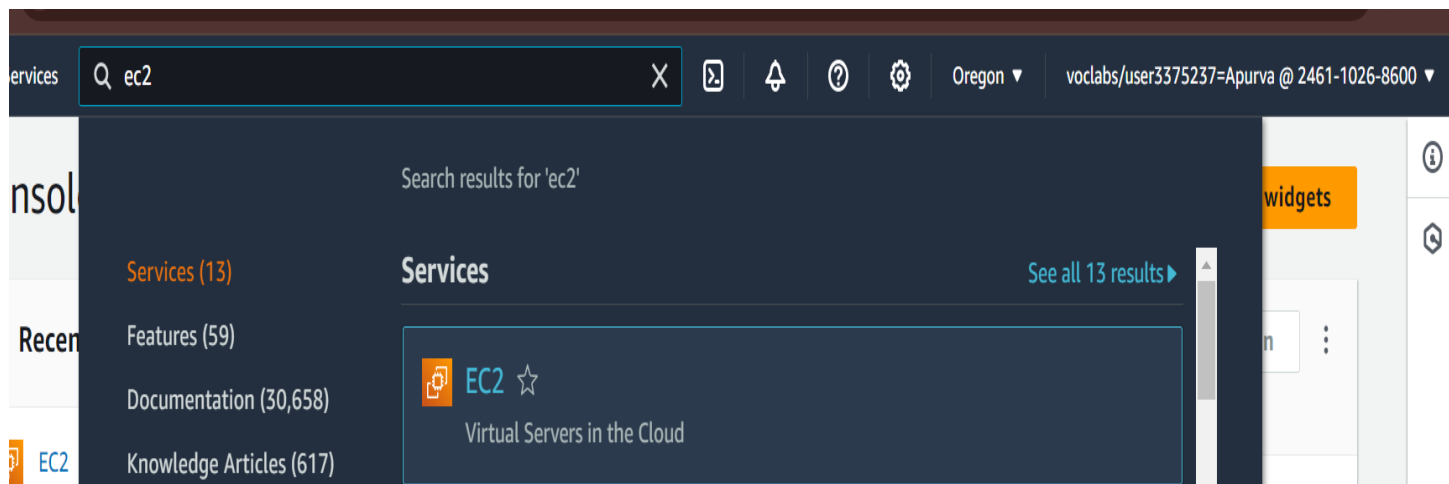 ervices
ec2
Oregon ▼
voclabs/user3375237=Apurva @ 2461-1026-8600 ▼
nsol
Search results for 'ec2'
widgets
Services (13)
Services
See all 13 results
Recen
Features (59)
n
EC2
Documentation (30,658)
Virtual Servers in the Cloud
EC2
Knowledge Articles (617)